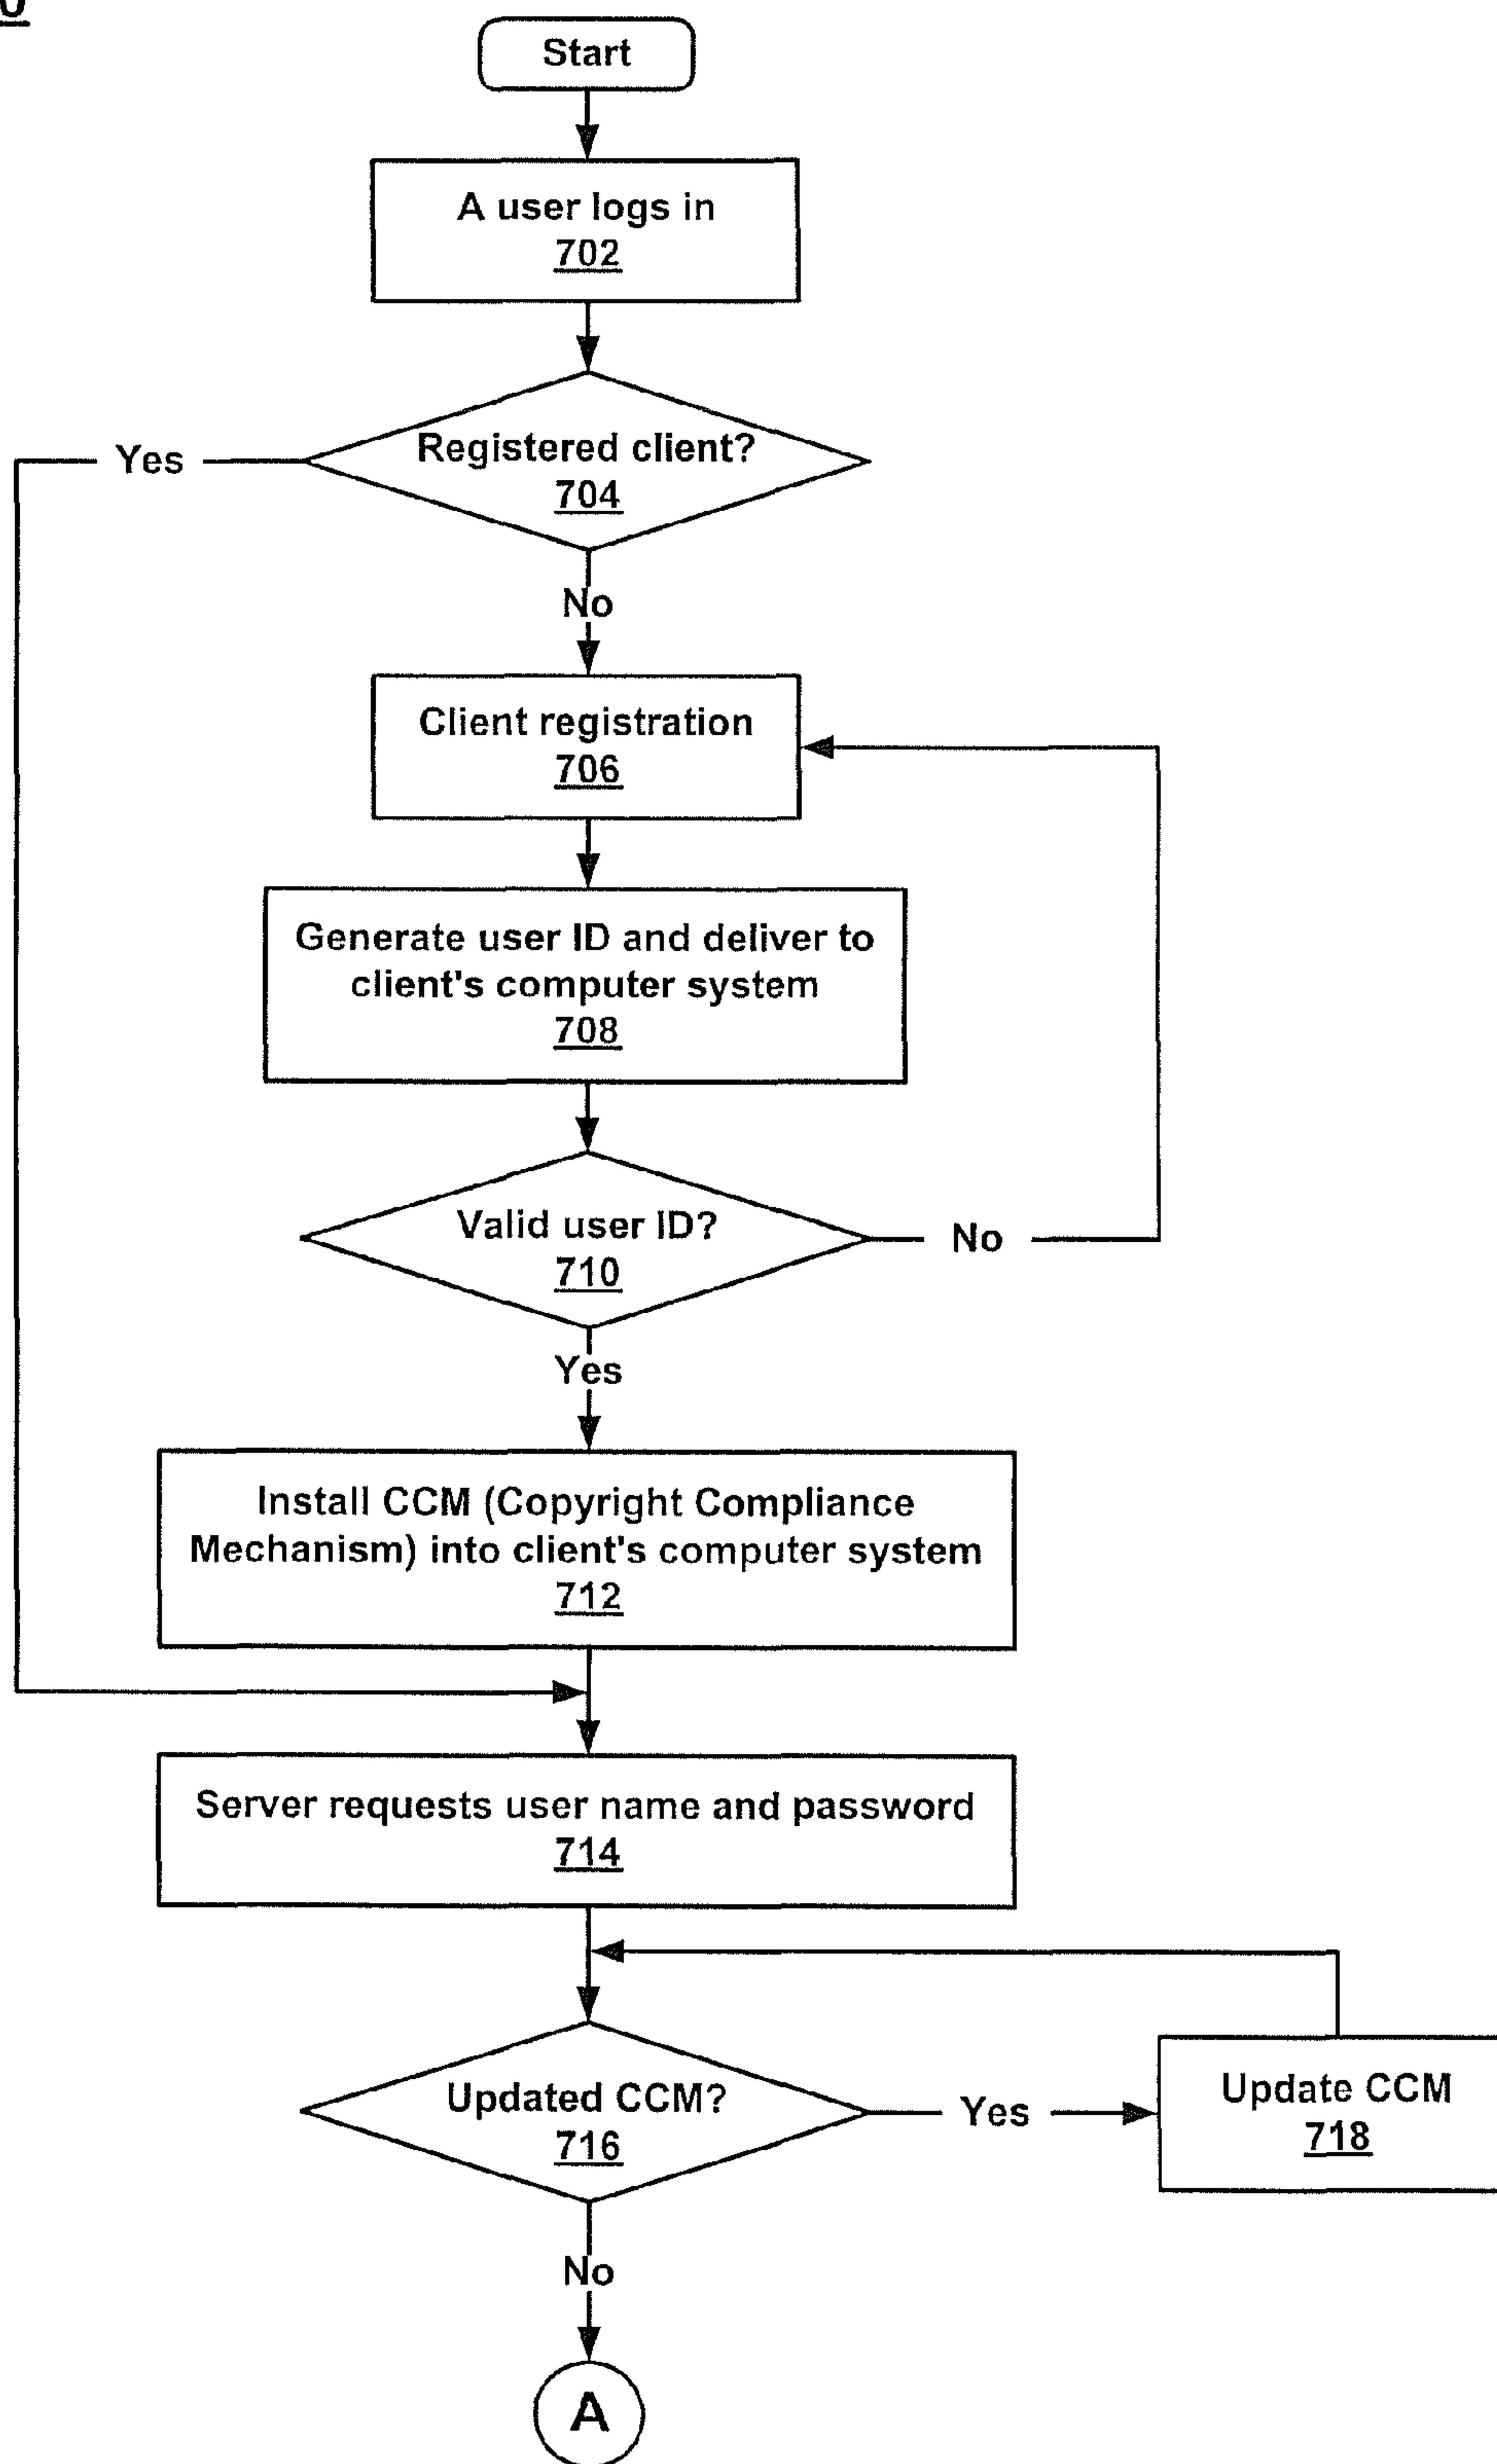 Start
A user logs in
702
Registered client?
704
Yes
No
Client registration
706
Generate user ID and deliver to
client's computer system
708
Valid user ID?
710
No
Yes
Install CCM (Copyright Compliance
Mechanism) into client's computer system
712
Server requests user name and password
714
Updated CCM?
716
Yes
Update CCM
718
No
A